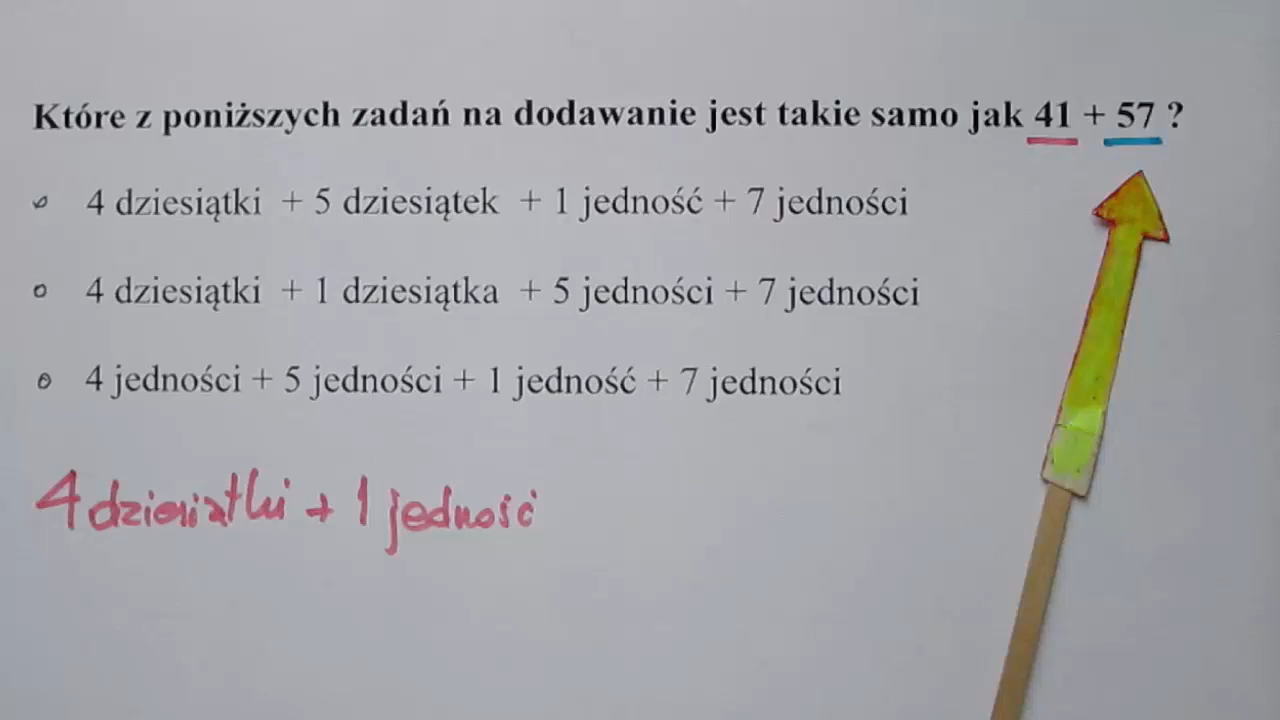 Które z poniższych zadań na dodawanie jest takie samo jak 41 + 57 ?
4 dziesiątki + 5 dziesiątek + 1 jedność + 7 jedności
4 dziesiątki + 1 dziesiątka + 5 jedności + 7 jedności
4 jedności + 5 jedności + 1 jedność + 7 jedności
4 dziesiątki + 1 jedność